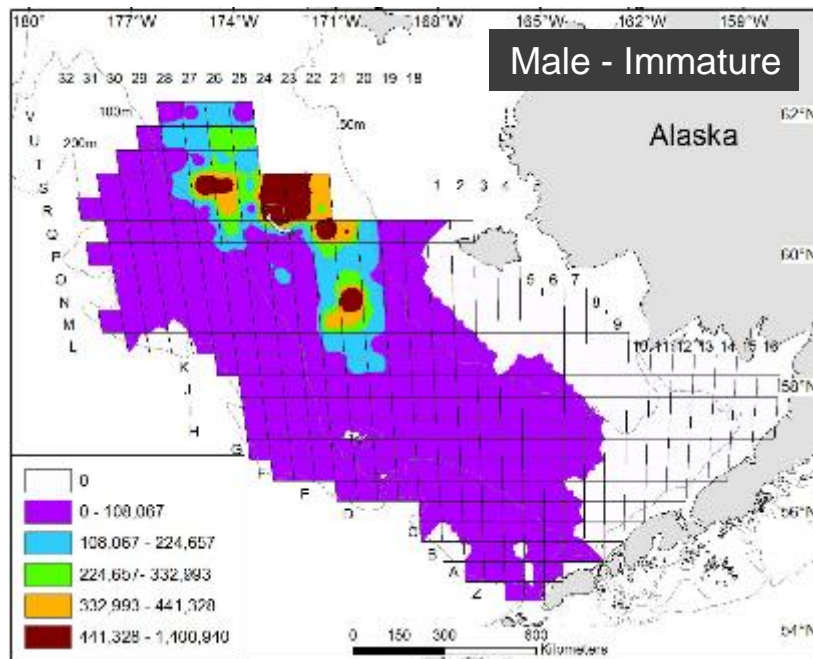 180° 177°W 174°W 171°W 168°W 165°W 162°W 159°W
Male - Immature
32 31 30 29 28 27 26 25 24 23 22 21 20 19 18
100m
50m
200m
62°N
Alaska
V
U
T
S
R
Q
P
O
N
M
L
1 2 3 4
60°N
5 6 7
8
9
10 11 12 13 14 15 16
58°N
K
J
I
H
G
F
E
D
C
B
A
Z
56°N
54°N
0
0 - 108,067
108,067 - 224,657
224,657 - 332,993
332,993 - 441,328
441,328 - 1,400,940
0 150 300 600
Kilometers